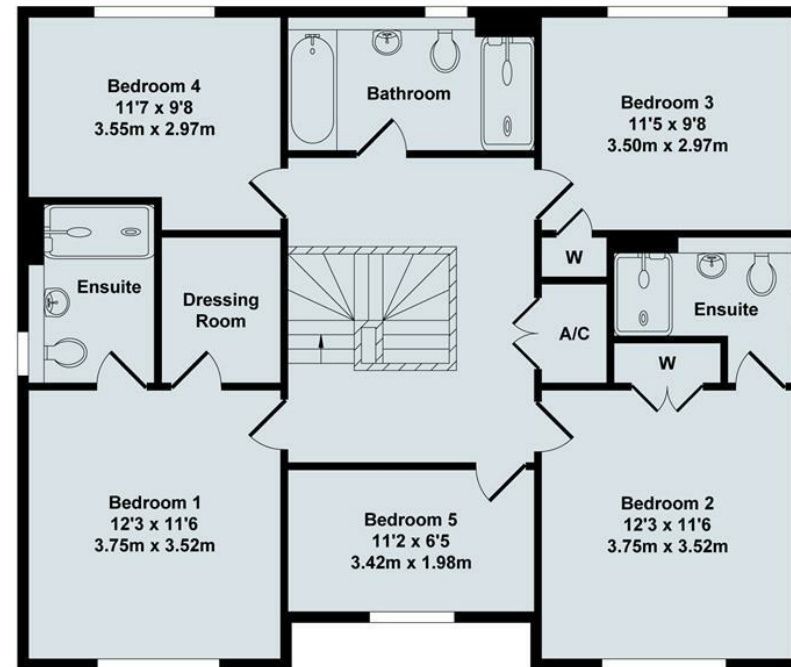 Bedroom 4
11'7 x 9'8
3.55m x 2.97m
Bathroom
Bedroom 3
11'5 x 9'8
3.50m x 2.97m
Ensuite
Dressing
Room
W
A/C
Ensuite
W
Bedroom 1
12'3 x 11'6
3.75m x 3.52m
Bedroom 5
11'2 x 6'5
3.42m x 1.98m
Bedroom 2
12'3 x 11'6
3.75m x 3.52m